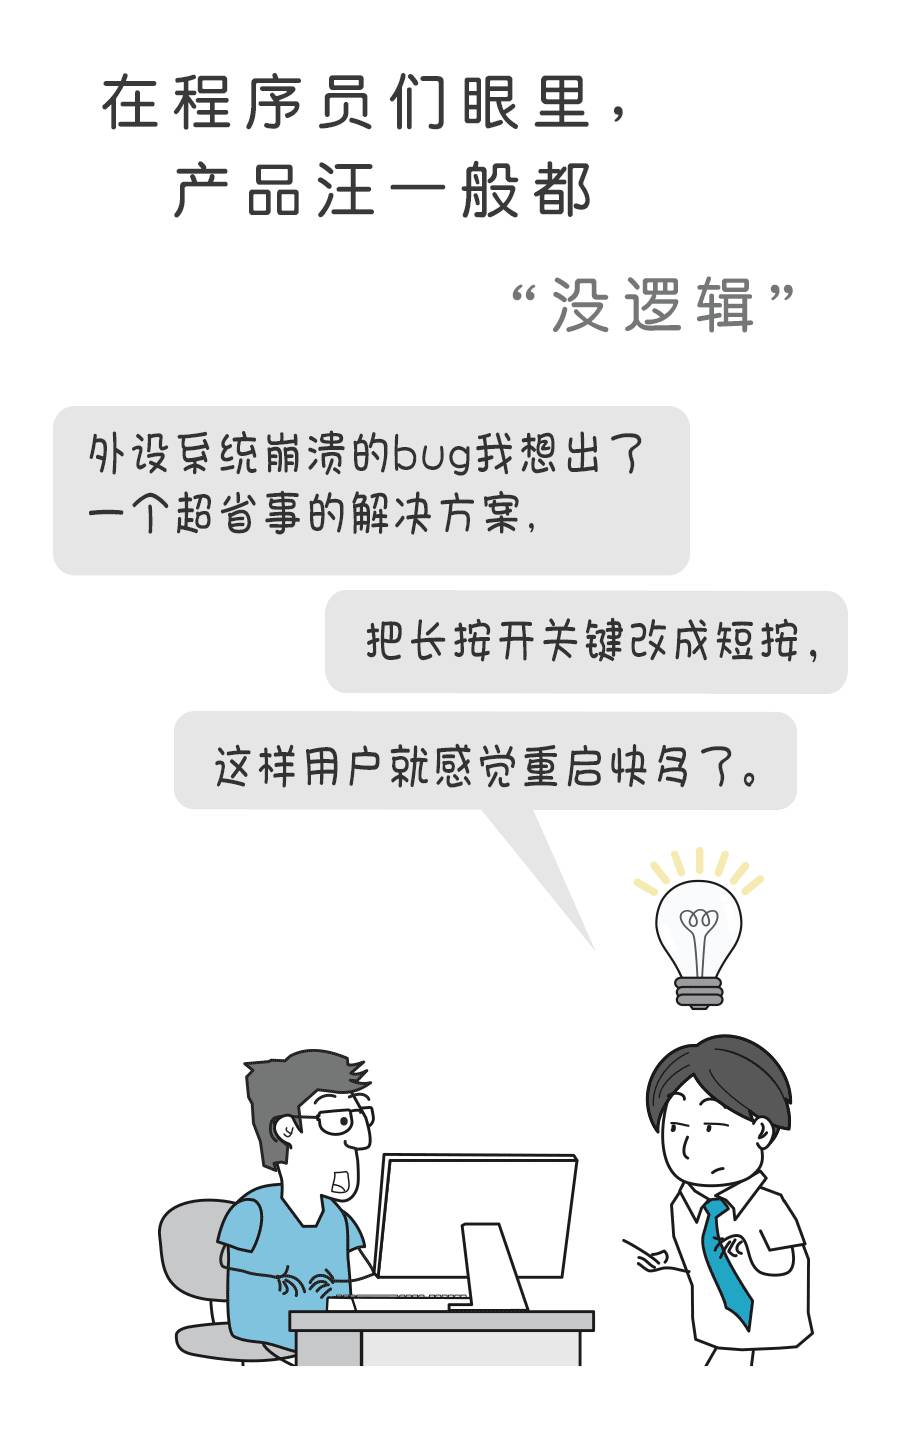 在程序员们眼里，
产品汪一般都
“没逻辑”
外设系统崩溃的bug我想出了
一个超省事的解决方案，
把长按开关键改成短按，
这样用户就感觉重启快多了。